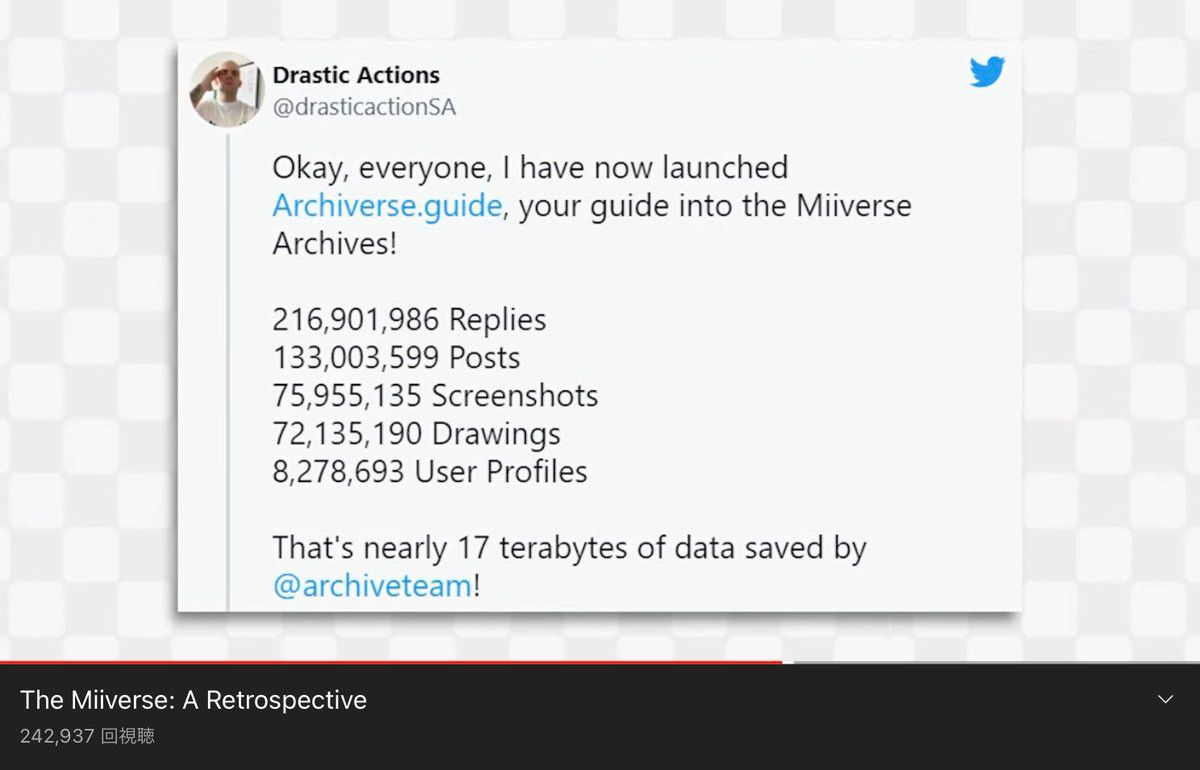 Drastic Actions
@drasticactionSA
Okay, everyone, I have now launched
Archiverse.guide, your guide into the Miiverse
Archives!
216,901,986 Replies
133,003,599 Posts
75,955,135 Screenshots
72,135,190 Drawings
8,278,693 User Profiles
That's nearly 17 terabytes of data saved by
@archiveteam!
The Miiverse: A Retrospective
242,937 回視聴